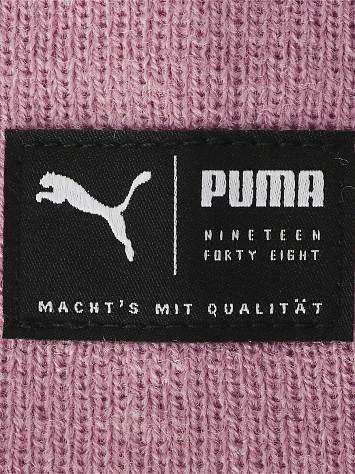 PUMA
NINETEEN
FORTY EIGHT
MACHT'S MIT QUALITÄT